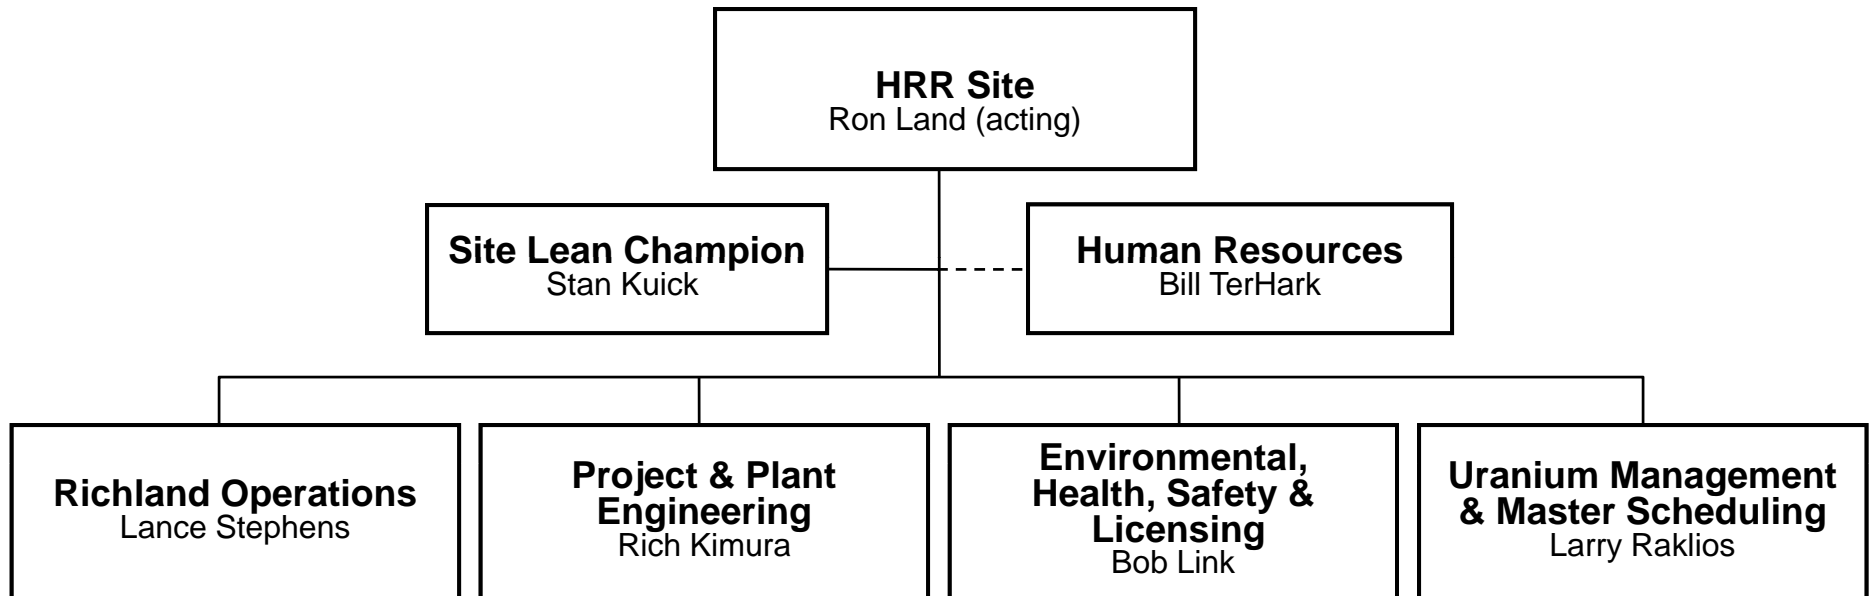 HRR Site
Ron Land (acting)
Site Lean Champion
Stan Kuick
Human Resources
Bill TerHark
Richland Operations
Lance Stephens
Project & Plant
Engineering
Rich Kimura
Environmental,
Health, Safety &
Licensing
Bob Link
Uranium Management
& Master Scheduling
Larry Raklios